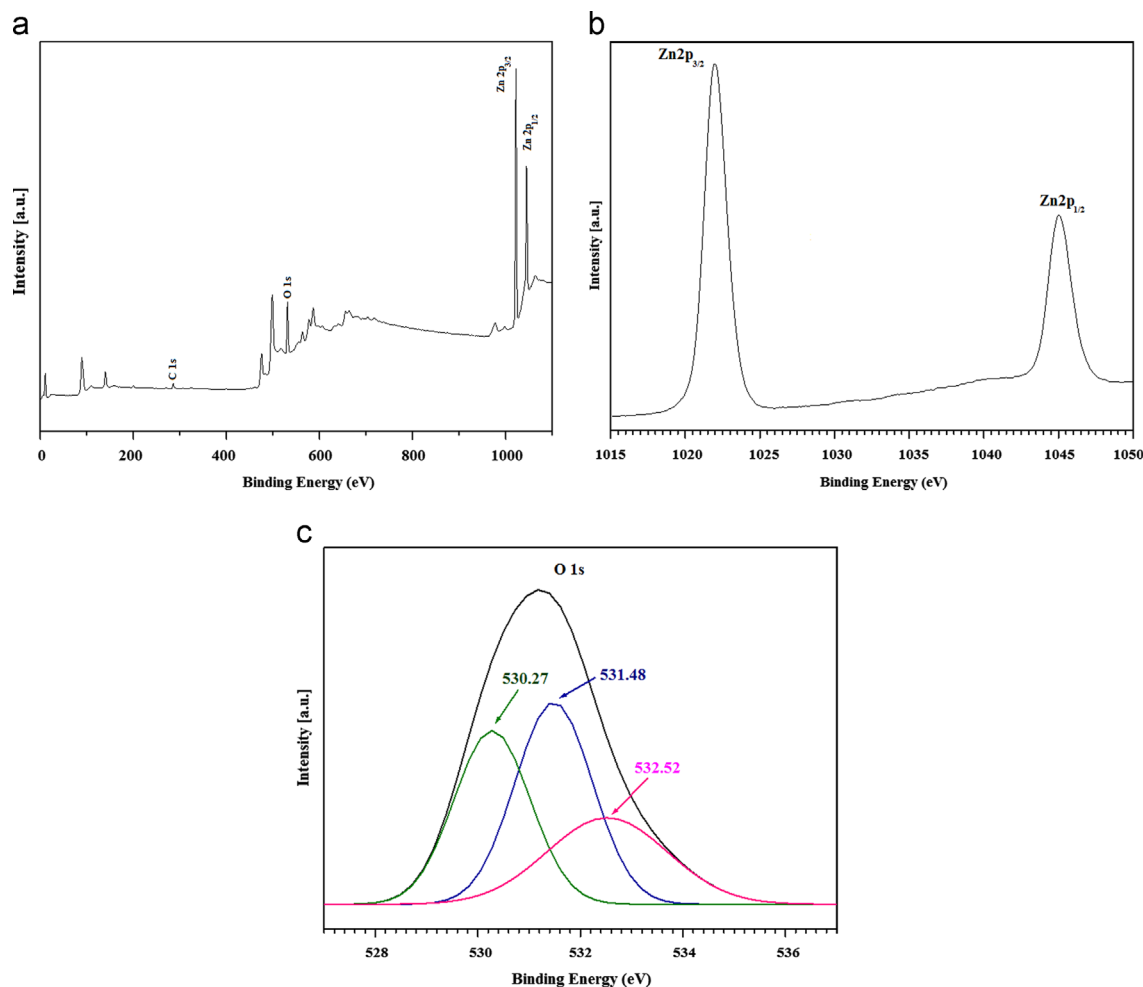 a
Intensity [a.u.]
C 1s
O 1s
Zn 2p3/2
Zn 2p1/2
0 200 400 600 800 1000
Binding Energy (eV)
b
Intensity [a.u.]
Zn2p3/2
Zn2p1/2
1015 1020 1025 1030 1035 1040 1045 1050
Binding Energy (eV)
c
O 1s
Intensity [a.u.]
530.27
531.48
532.52
528 530 532 534 536
Binding Energy (eV)